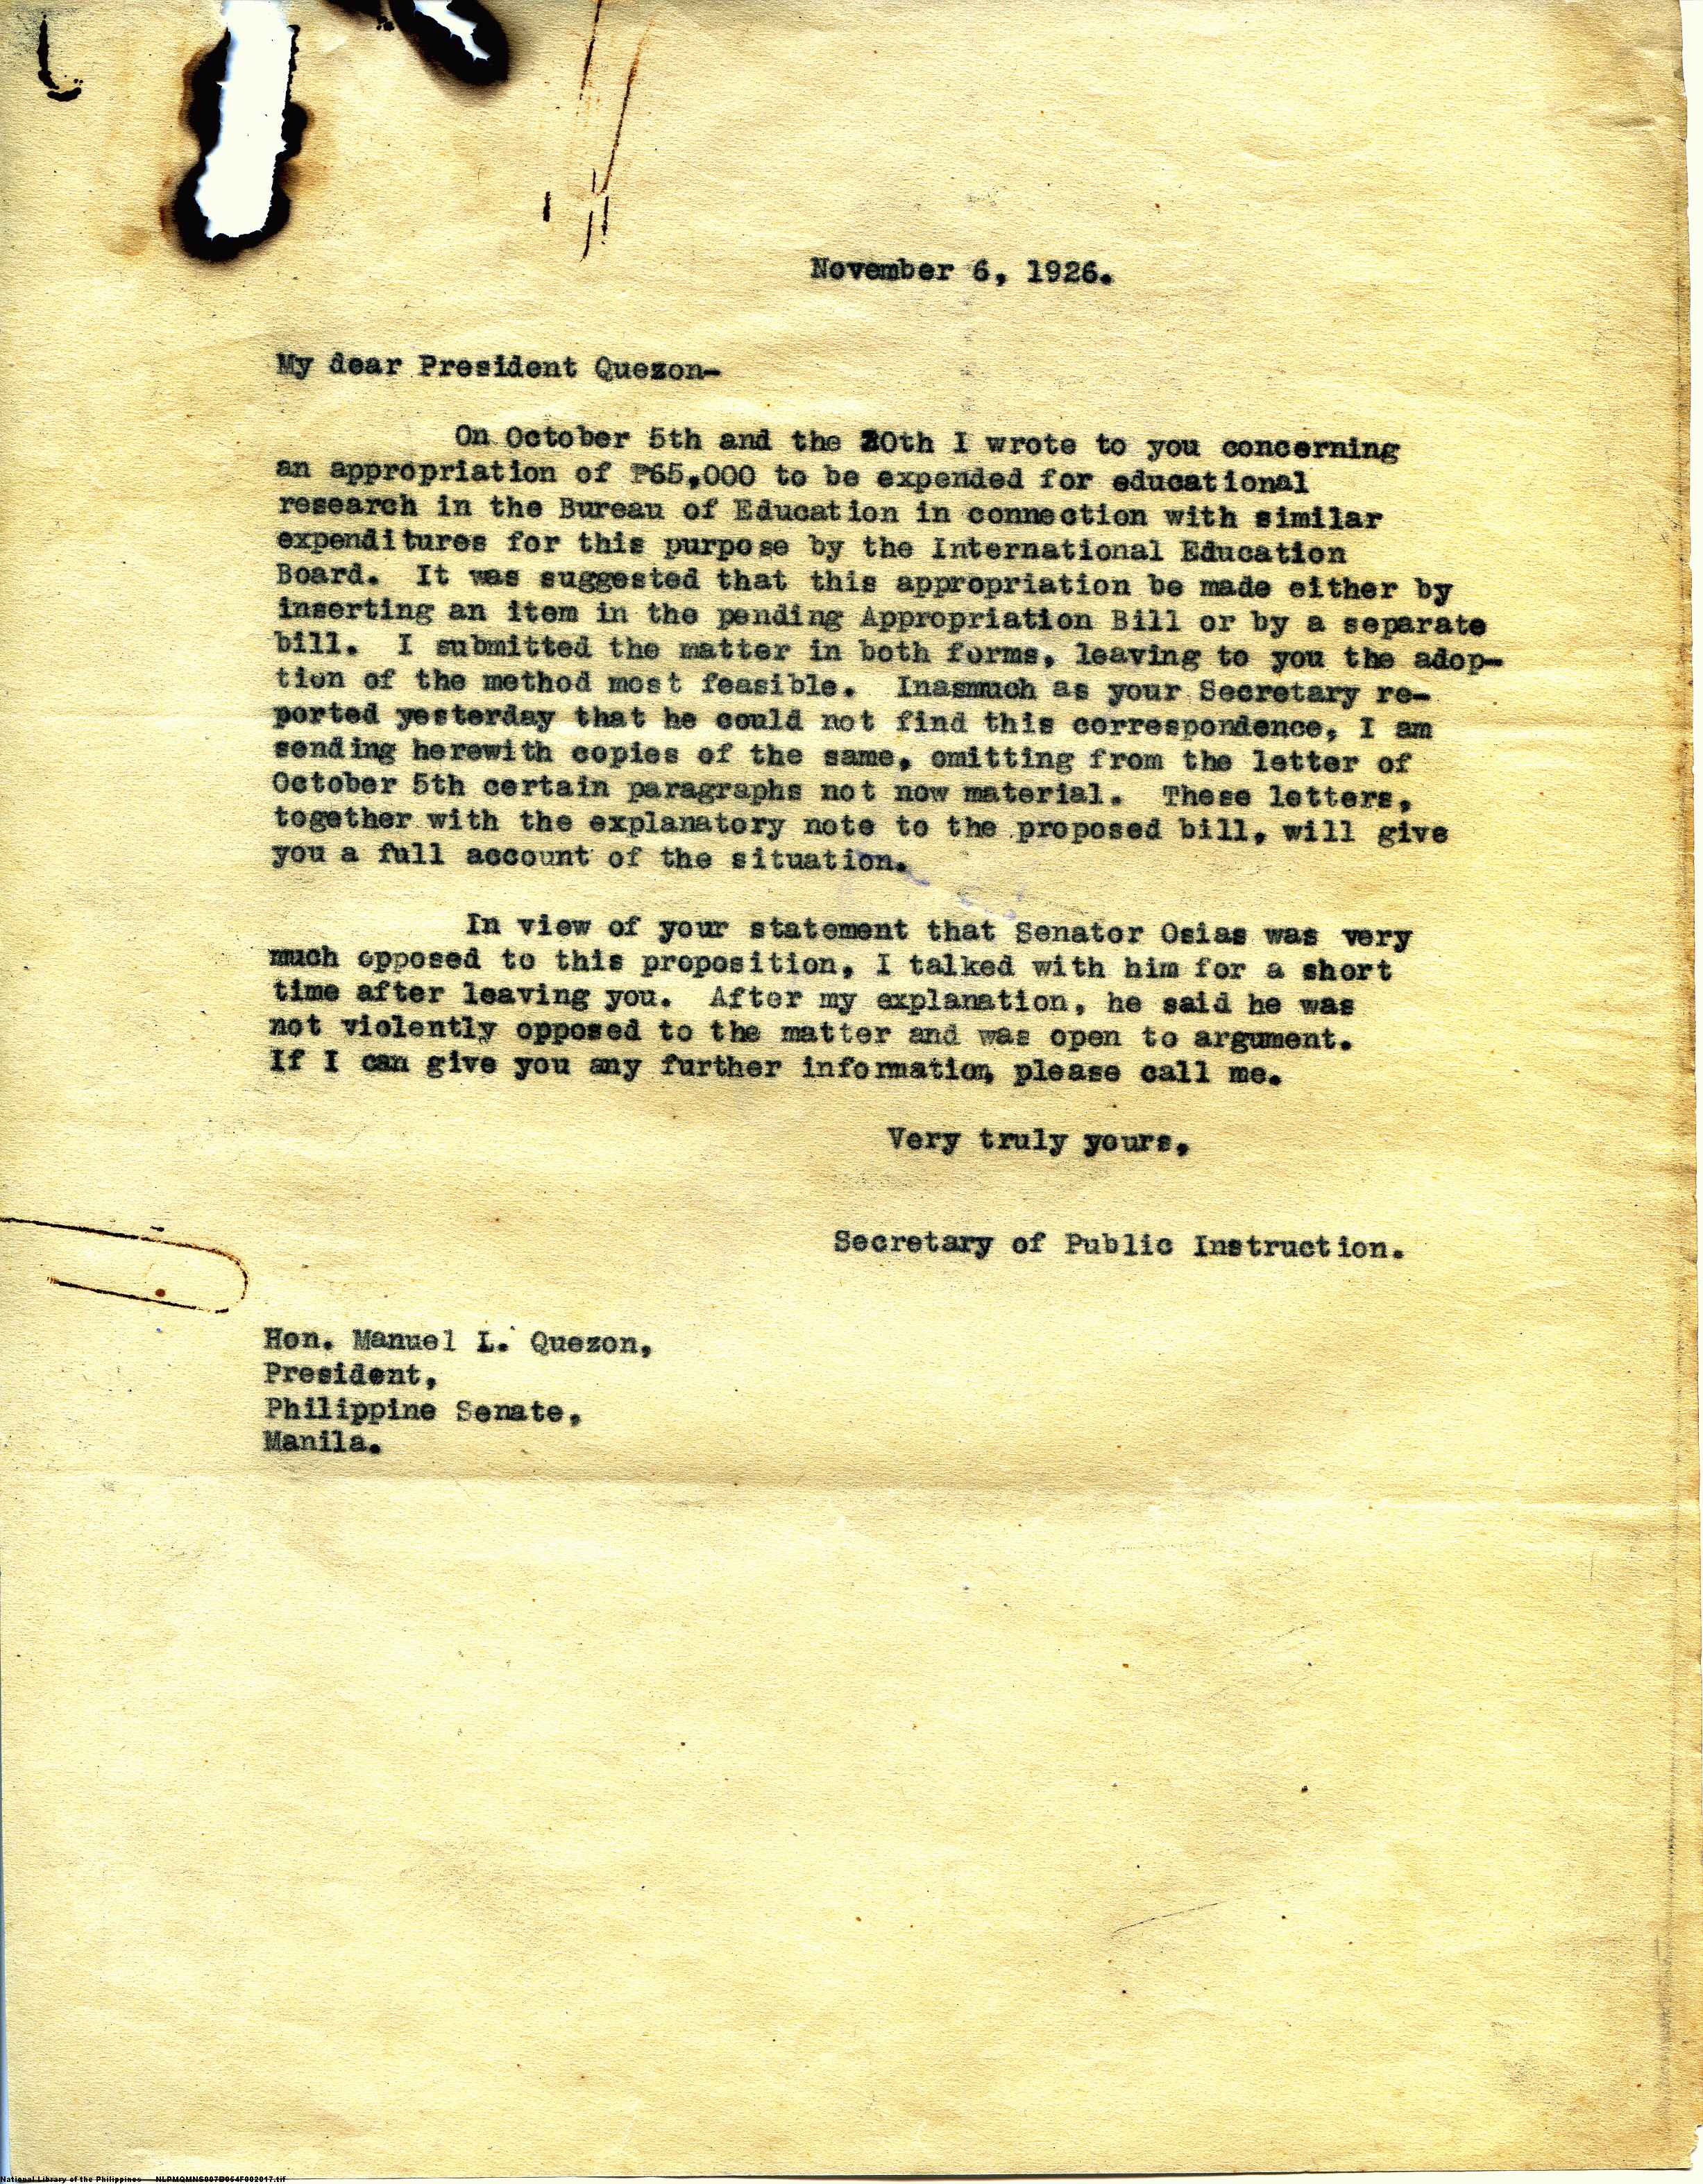 November 6, 1926.
My dear President Quezon-
On October 5th and the 20th I wrote to you concerning
an appropriation of ₱65,000 to be expended for educational
research in the Bureau of Education in connection with similar
expenditures for this purpose by the International Education
Board. It was suggested that this appropriation be made either by
inserting an item in the pending Appropriation Bill or by a separate
bill. I submitted the matter in both forms, leaving to you the adop-
tion of the method most feasible. Inasmuch as your Secretary re-
ported yesterday that he could not find this correspondence, I am
sending herewith copies of the same, omitting from the letter of
October 5th certain paragraphs not now material. These letters,
together with the explanatory note to the proposed bill, will give
you a full account of the situation.
In view of your statement that Senator Osias was very
much opposed to this proposition, I talked with him for a short
time after leaving you. After my explanation, he said he was
not violently opposed to the matter and was open to argument.
If I can give you any further information, please call me.
Very truly yours,
Secretary of Public Instruction.
Hon. Manuel L. Quezon,
President,
Philippine Senate,
Manila.
National Library of the Philippines